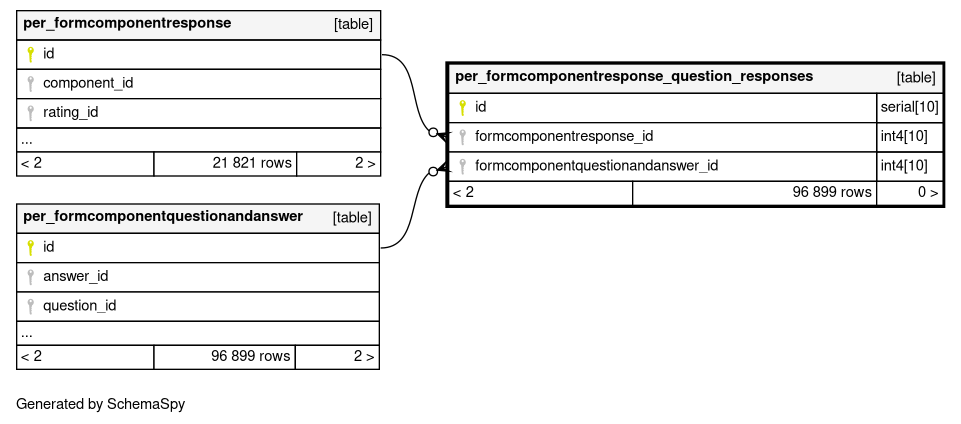 per_formcomponentresponse [table]
id
component_id
rating_id
...
< 2 21 821 rows 2 >
per_formcomponentresponse_question_responses [table]
id serial[10]
formcomponentresponse_id int4[10]
formcomponentquestionandanswer_id int4[10]
< 2 96 899 rows 0 >
per_formcomponentquestionandanswer [table]
id
answer_id
question_id
...
< 2 96 899 rows 2 >
Generated by SchemaSpy